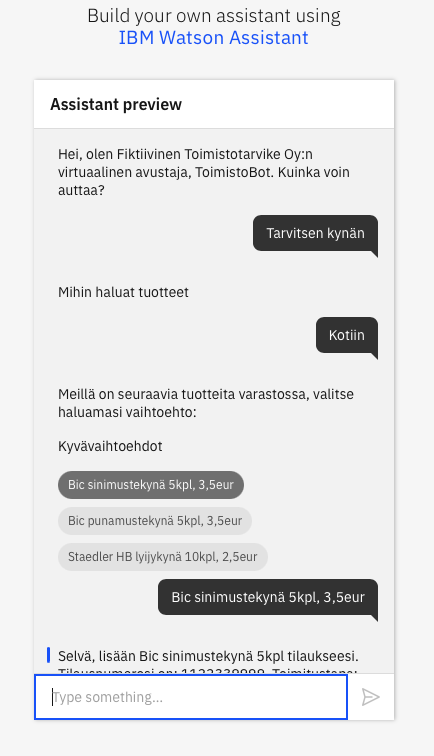 Build your own assistant using
IBM Watson Assistant
Assistant preview
Hei, olen Fiktiivinen Toimistotarvike Oy:n
virtuaalinen avustaja, ToimistoBot. Kuinka voin
auttaa?
Tarvitsen kynän
Mihin haluat tuotteet
Kotiin
Meillä on seuraavia tuotteita varastossa, valitse
haluamasi vaihtoehto:
Kyvävaihtoehdot
Bic sinimustekynä 5kpl, 3,5eur
Bic punamustekynä 5kpl, 3,5eur
Staedler HB lyijykynä 10kpl, 2,5eur
Bic sinimustekynä 5kpl, 3,5eur
Selvä, lisään Bic sinimustekynä 5kpl tilaukseesi.
Type something...